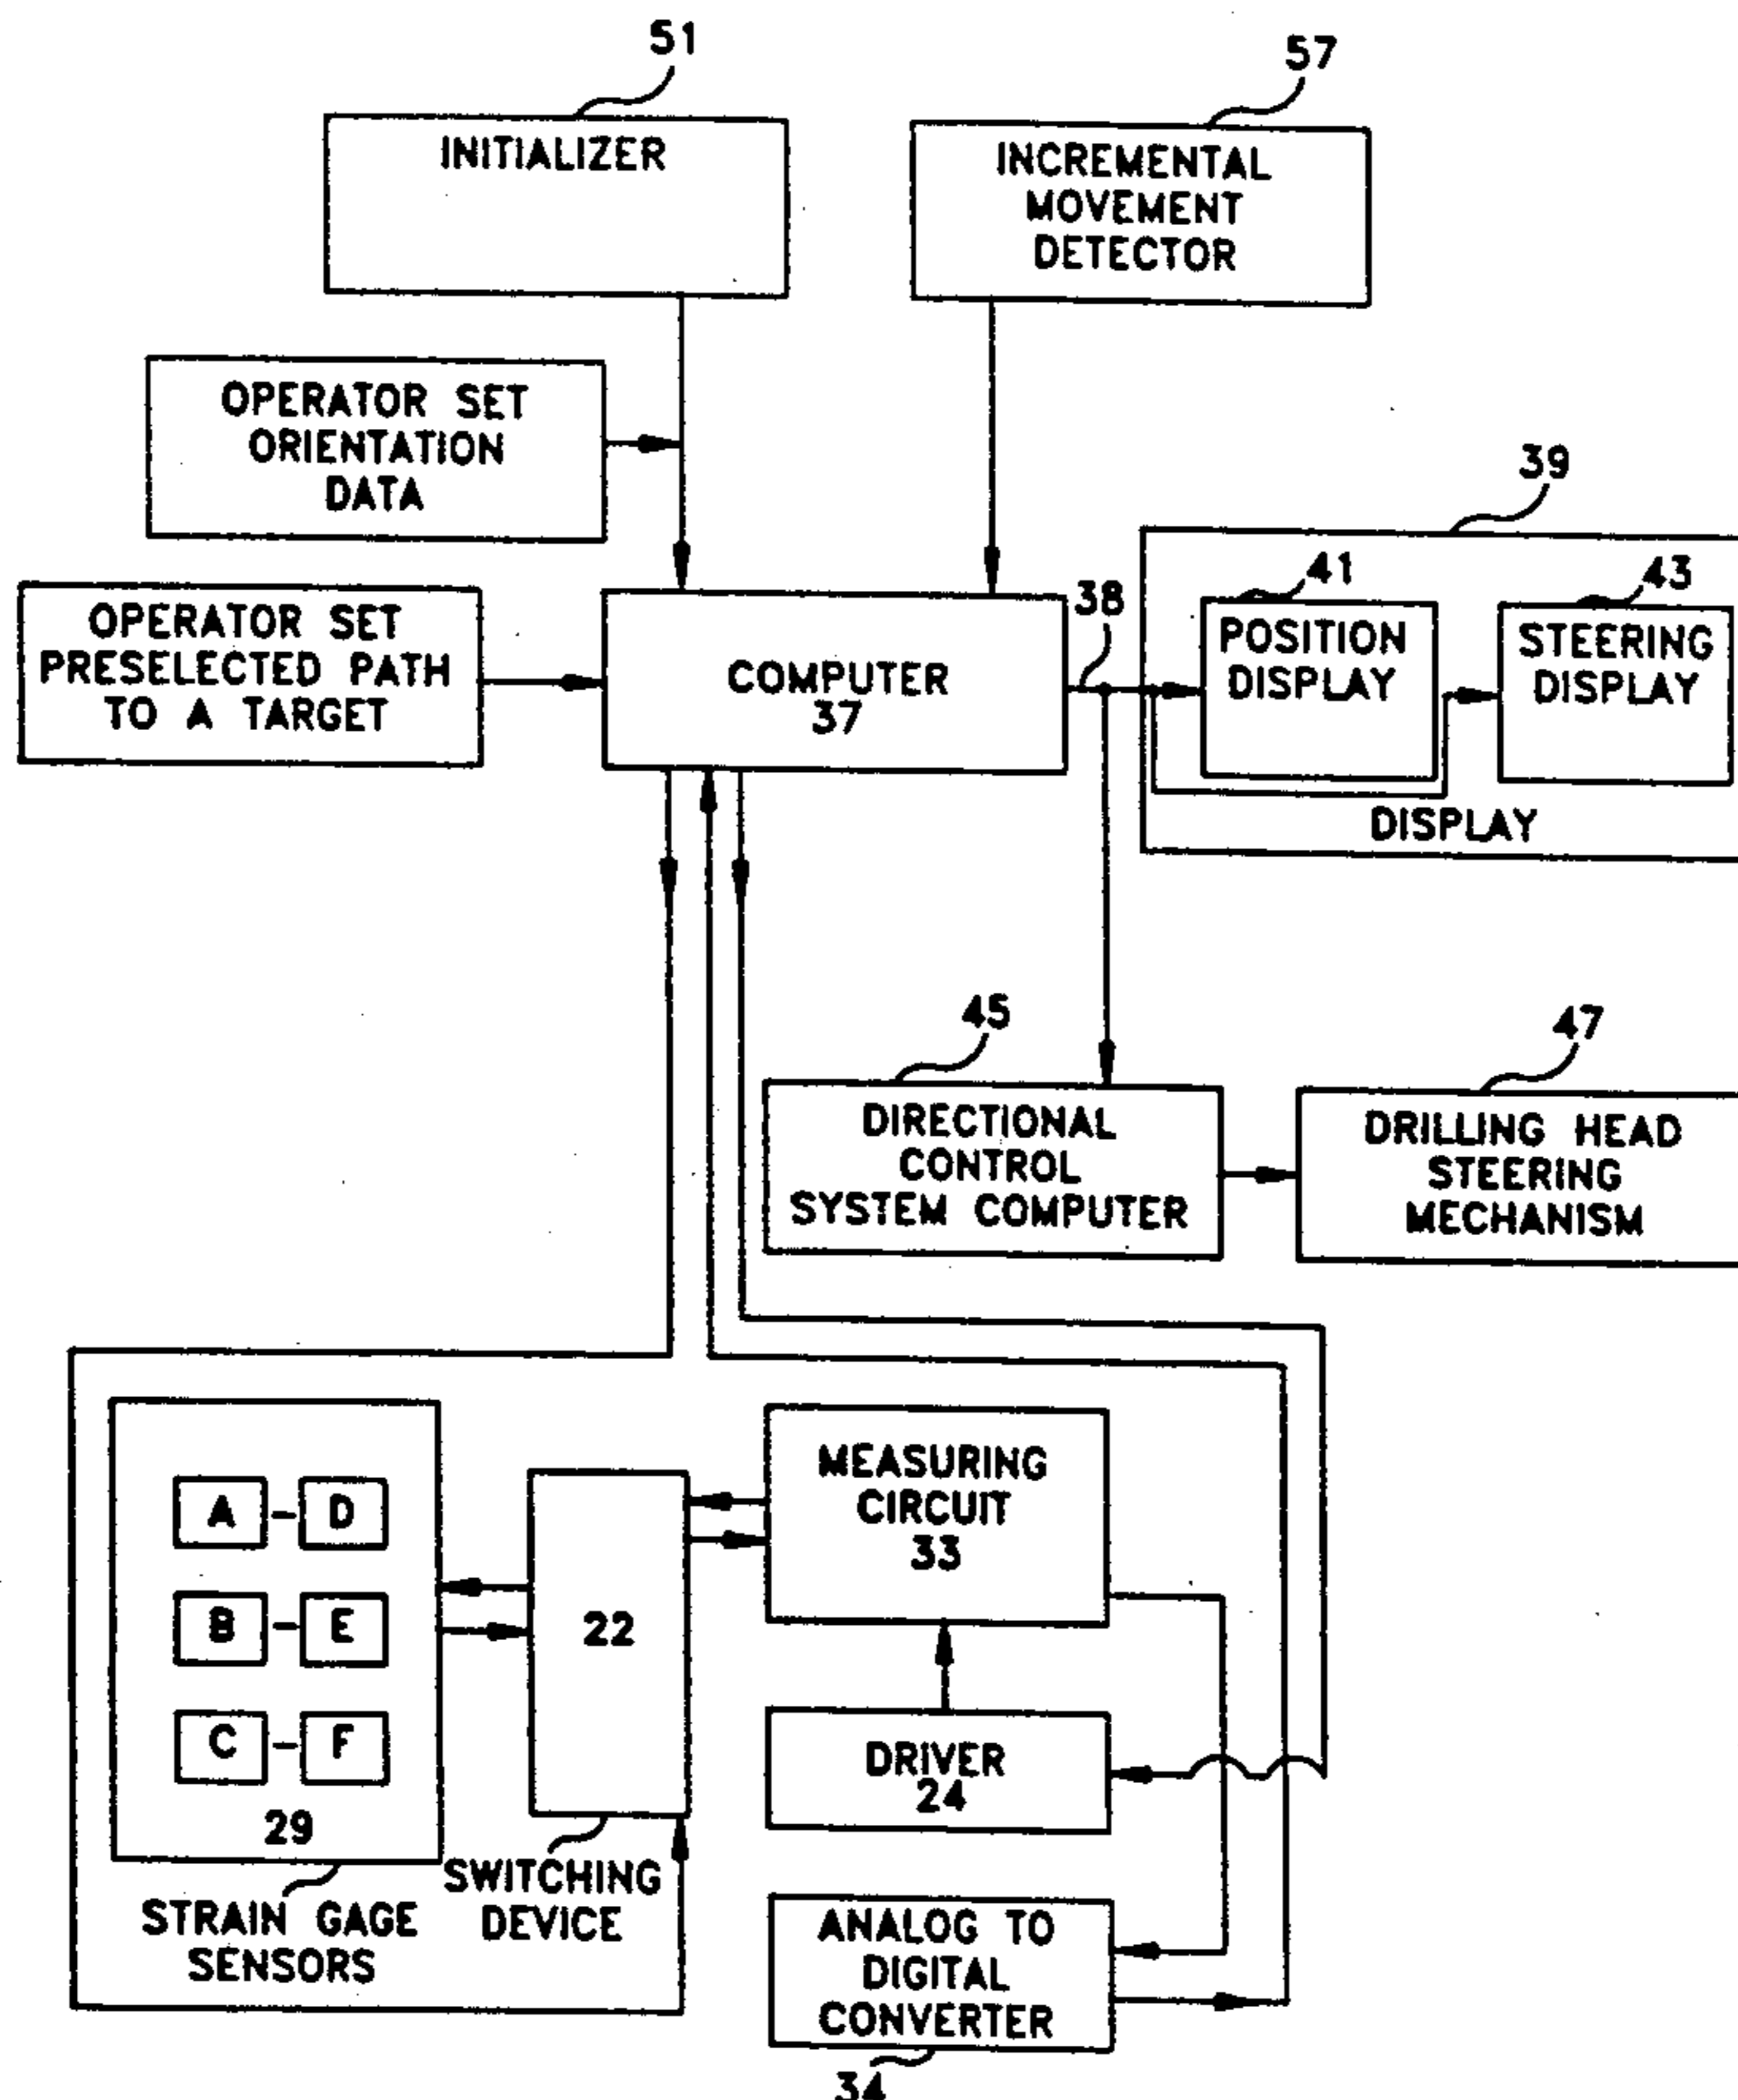 51
57
INITIALIZER
INCREMENTAL
MOVEMENT
DETECTOR
OPERATOR SET
ORIENTATION
DATA
39
41
43
38
OPERATOR SET
PRESELECTED PATH
TO A TARGET
COMPUTER
37
POSITION
DISPLAY
STEERING
DISPLAY
DISPLAY
45
47
DIRECTIONAL
CONTROL
SYSTEM COMPUTER
DRILLING HEAD
STEERING
MECHANISM
MEASURING
CIRCUIT
33
A - D
B - E
C - F
29
22
DRIVER
24
STRAIN GAGE
SENSORS
SWITCHING
DEVICE
ANALOG TO
DIGITAL
CONVERTER
34